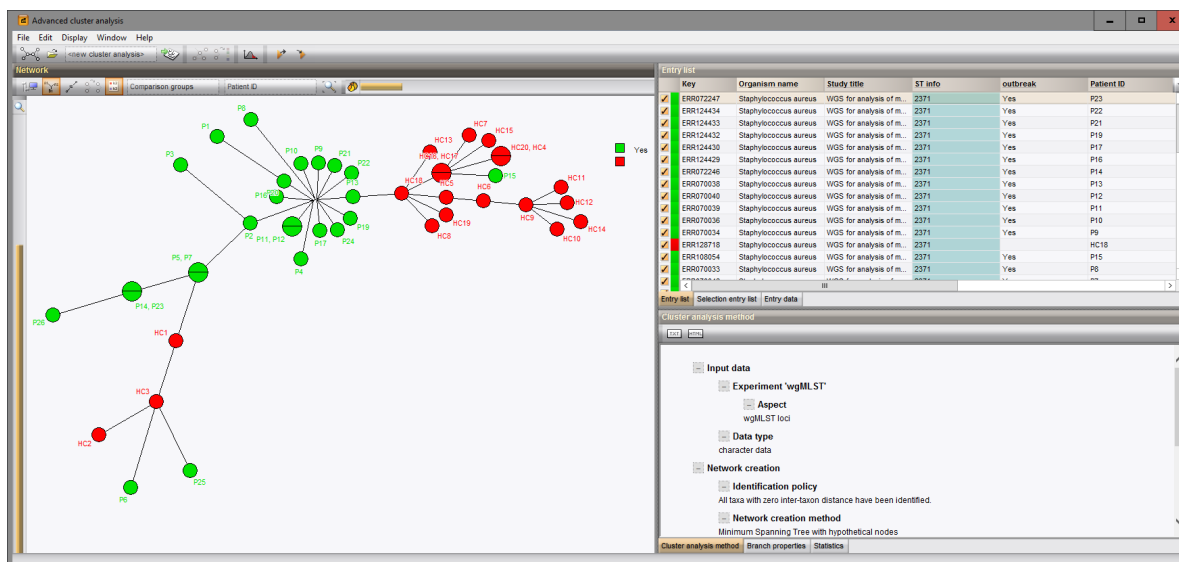 Advanced cluster analysis
File Edit Display Window Help
<new cluster analysis>
Network
Comparison groups Patient ID
P8
P1
P3
P10
P9
P21
P22
P13
P16
P2
P11, P12
P17
P24
P19
P4
P5, P7
P14, P23
P26
HC1
HC3
HC2
P6
P25
HC7
HC13
HC15
HC20, HC4
HC17
P15
HC18
HC5
HC6
HC19
HC8
HC11
HC12
HC9
HC14
HC10
Yes
Entry list
Key Organism name Study title ST info outbreak Patient ID
ERR072247 Staphylococcus aureus WGS for analysis of m... 2371 Yes P23
ERR124434 Staphylococcus aureus WGS for analysis of m... 2371 Yes P22
ERR124433 Staphylococcus aureus WGS for analysis of m... 2371 Yes P21
ERR124432 Staphylococcus aureus WGS for analysis of m... 2371 Yes P19
ERR124430 Staphylococcus aureus WGS for analysis of m... 2371 Yes P17
ERR124429 Staphylococcus aureus WGS for analysis of m... 2371 Yes P16
ERR072246 Staphylococcus aureus WGS for analysis of m... 2371 Yes P14
ERR070038 Staphylococcus aureus WGS for analysis of m... 2371 Yes P13
ERR070040 Staphylococcus aureus WGS for analysis of m... 2371 Yes P12
ERR070039 Staphylococcus aureus WGS for analysis of m... 2371 Yes P11
ERR070036 Staphylococcus aureus WGS for analysis of m... 2371 Yes P10
ERR070034 Staphylococcus aureus WGS for analysis of m... 2371 Yes P9
ERR128718 Staphylococcus aureus WGS for analysis of m... 2371 HC18
ERR108054 Staphylococcus aureus WGS for analysis of m... 2371 Yes P15
ERR070033 Staphylococcus aureus WGS for analysis of m... 2371 Yes P8
Entry list Selection entry list Entry data
Cluster analysis method
TXT HTML
Input data
Experiment 'wgMLST'
Aspect
wgMLST loci
Data type
character data
Network creation
Identification policy
All taxa with zero inter-taxon distance have been identified.
Network creation method
Minimum Spanning Tree with hypothetical nodes
Cluster analysis method Branch properties Statistics